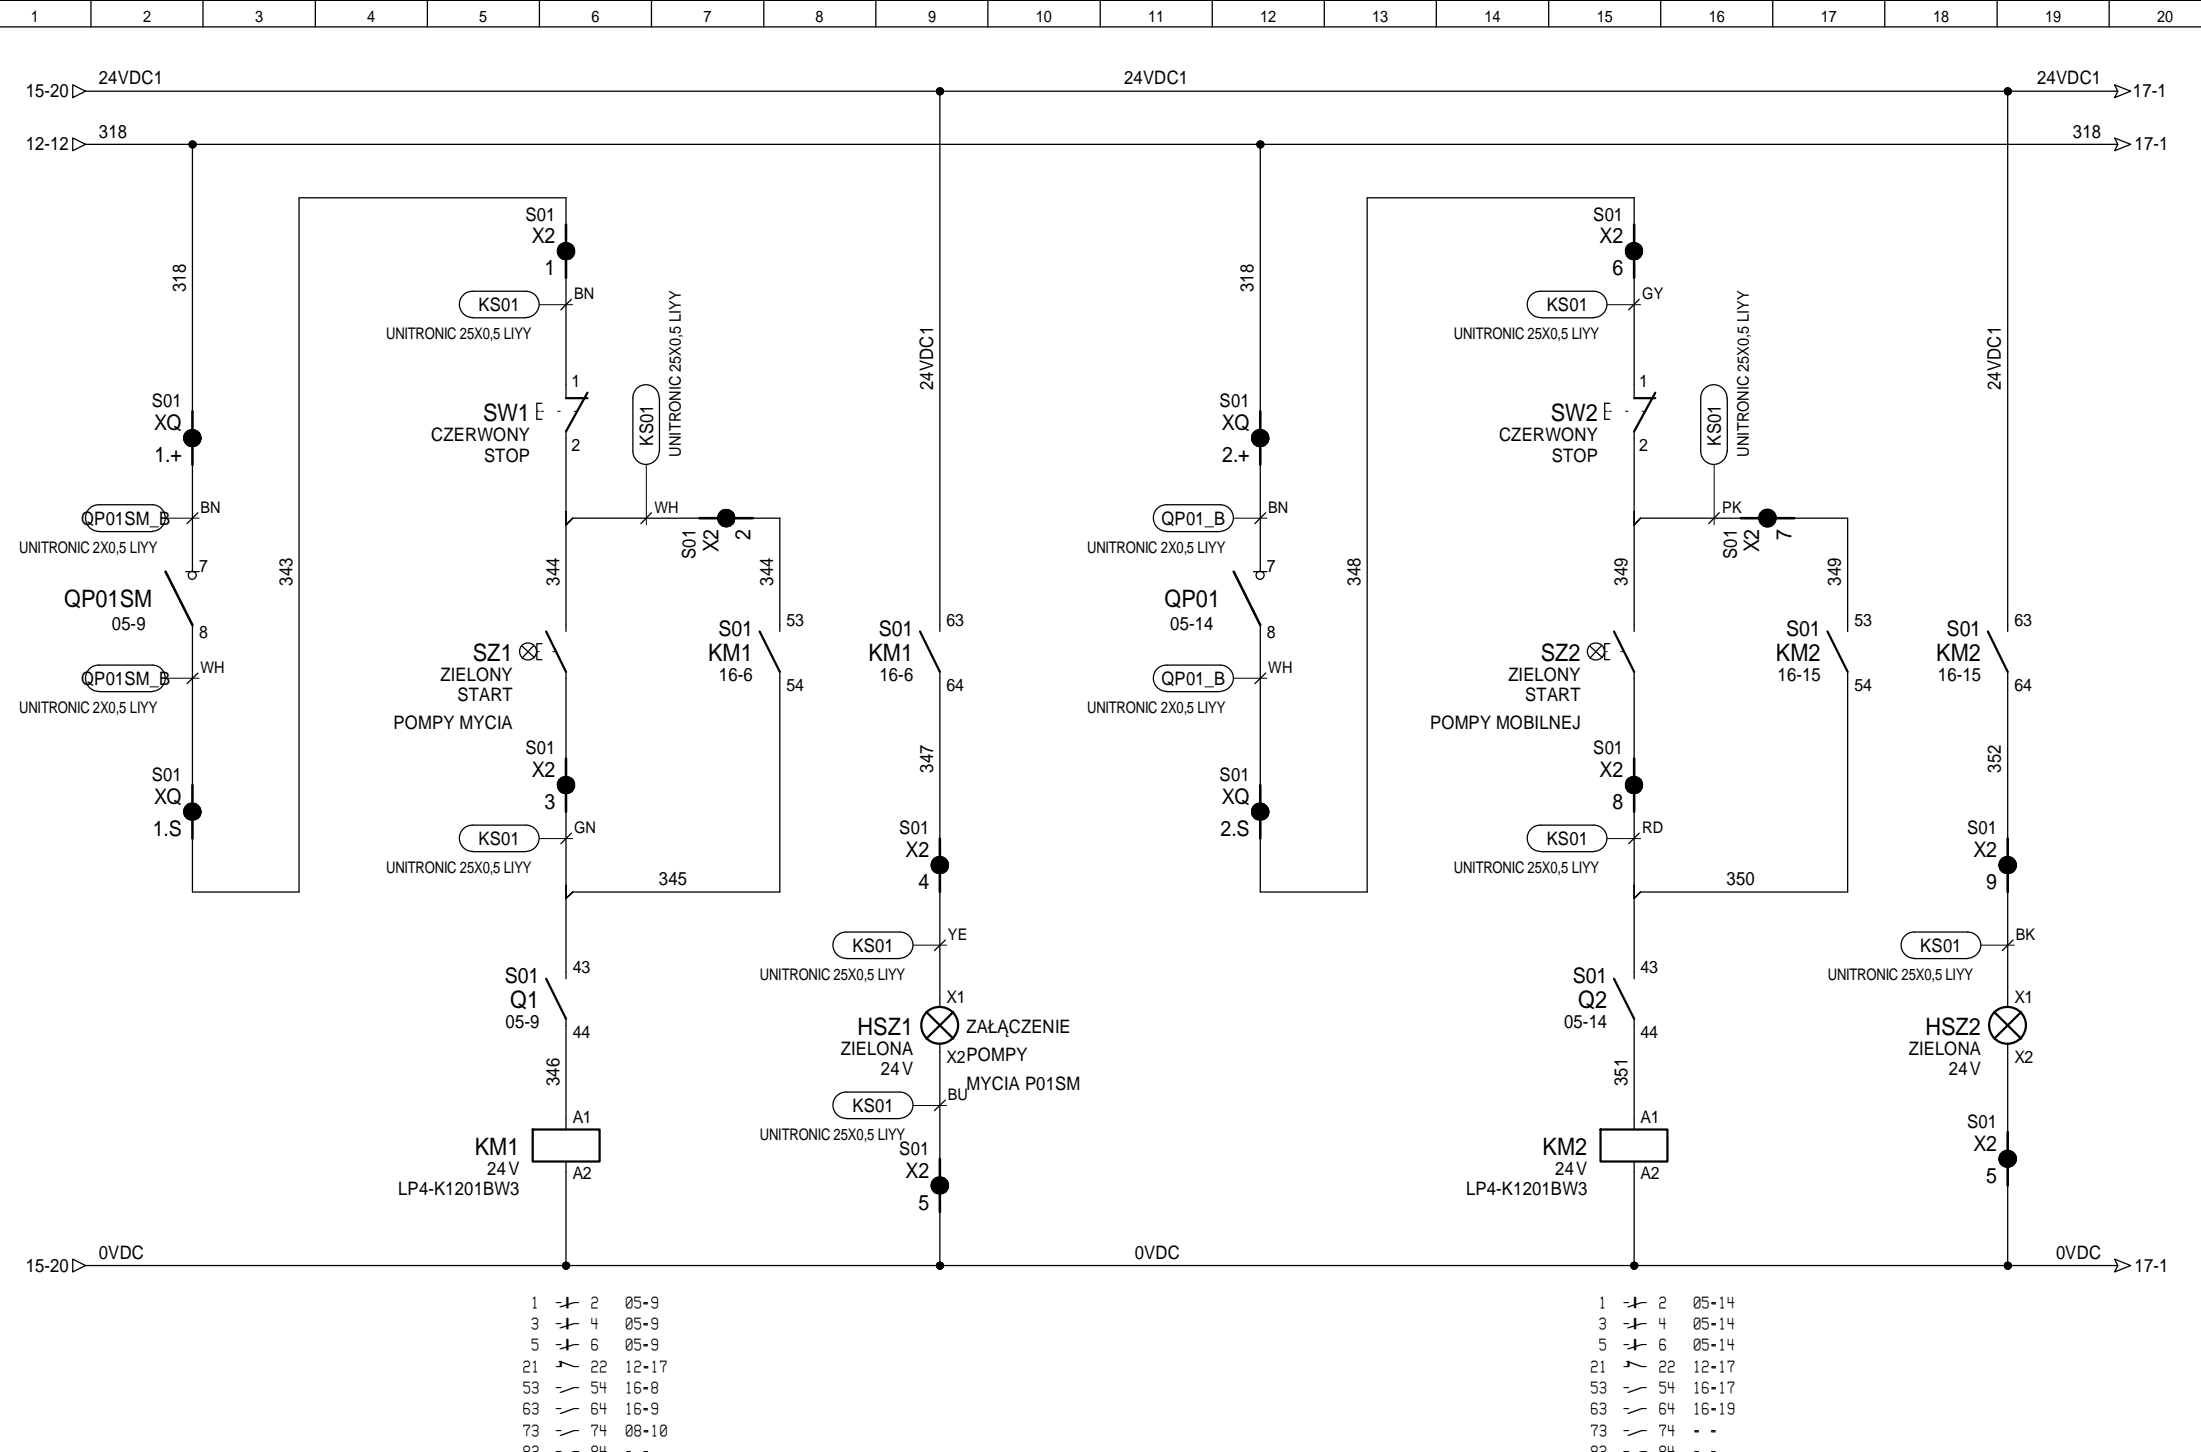 1 2 3 4 5 6 7 8 9 10 11 12 13 14 15 16 17 18 19 20
24VDC1 24VDC1 24VDC1
15-20 17-1
318 318
12-12 17-1
318
S01
XQ
1.+
QP01SM_B BN
UNITRONIC 2X0,5 LIYY
7
QP01SM
05-9
8
QP01SM_B WH
UNITRONIC 2X0,5 LIYY
S01
XQ
1.S
343
S01
X2
1
KS01 BN
UNITRONIC 25X0,5 LIYY
1
SW1
CZERWONY
STOP
2
KS01
UNITRONIC 25X0,5 LIYY
WH
S01
X2
2
344
344
SZ1
ZIELONY
START
POMPY MYCIA
S01
X2
3
KS01 GN
UNITRONIC 25X0,5 LIYY
53
S01
KM1
16-6
54
345
43
S01
Q1
05-9
44
346
A1
KM1
24V
LP4-K1201BW3
A2
24VDC1
63
S01
KM1
16-6
64
347
S01
X2
4
KS01 YE
UNITRONIC 25X0,5 LIYY
X1
HSZ1
ZIELONA
24V
X2
ZAŁĄCZENIE
POMPY
MYCIA P01SM
KS01 BU
UNITRONIC 25X0,5 LIYY
S01
X2
5
318
S01
XQ
2.+
QP01_B BN
UNITRONIC 2X0,5 LIYY
7
QP01
05-14
8
QP01_B WH
UNITRONIC 2X0,5 LIYY
S01
XQ
2.S
348
S01
X2
6
KS01 GY
UNITRONIC 25X0,5 LIYY
1
SW2
CZERWONY
STOP
2
KS01
UNITRONIC 25X0,5 LIYY
PK
S01
X2
7
349
349
SZ2
ZIELONY
START
POMPY MOBILNEJ
S01
X2
8
KS01 RD
UNITRONIC 25X0,5 LIYY
53
S01
KM2
16-15
54
350
43
S01
Q2
05-14
44
351
A1
KM2
24V
LP4-K1201BW3
A2
24VDC1
63
S01
KM2
16-15
64
352
S01
X2
9
KS01 BK
UNITRONIC 25X0,5 LIYY
X1
HSZ2
ZIELONA
24V
X2
S01
X2
5
0VDC 0VDC 0VDC
15-20 17-1
1 2 05-9
3 4 05-9
5 6 05-9
21 22 12-17
53 54 16-8
63 64 16-9
73 74 08-10
83 84 - -
1 2 05-14
3 4 05-14
5 6 05-14
21 22 12-17
53 54 16-17
63 64 16-19
73 74 - -
83 84 - -